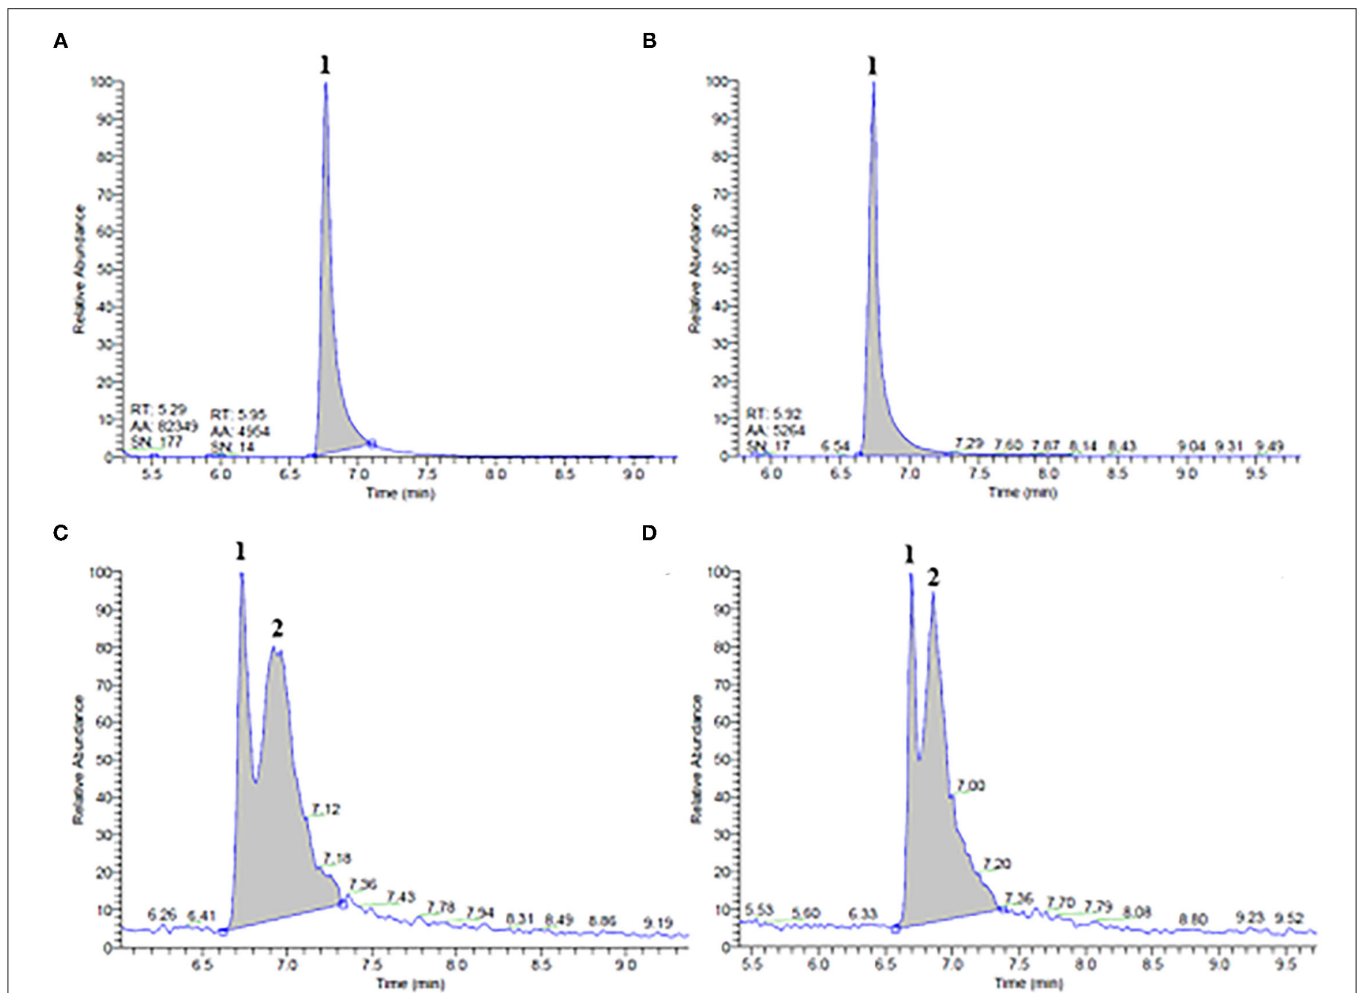 A
1
100
90
80
70
60
50
40
30
20
10
0
Relative Abundance
RT: 5.29
AA: 82349
SN: 177
RT: 5.95
AA: 4954
SN: 14
5.5 6.0 6.5 7.0 7.5 8.0 8.5 9.0
Time (min)
B
1
100
90
80
70
60
50
40
30
20
10
0
Relative Abundance
RT: 5.92
AA: 5264
SN: 17
6.54 7.29 7.60 7.87 8.14 8.43 9.04 9.31 9.49
6.0 6.5 7.0 7.5 8.0 8.5 9.0 9.5
Time (min)
C
1
2
100
90
80
70
60
50
40
30
20
10
0
Relative Abundance
7.12
7.18
7.36
7.43
7.78
7.94
6.26 6.41 8.31 8.49 8.86 9.19
6.5 7.0 7.5 8.0 8.5 9.0
Time (min)
D
1
2
100
90
80
70
60
50
40
30
20
10
0
Relative Abundance
7.00
7.20
7.36 7.70 7.79
5.53 5.60 6.33 8.08 8.80 9.23 9.52
5.5 6.0 6.5 7.0 7.5 8.0 8.5 9.0 9.5
Time (min)